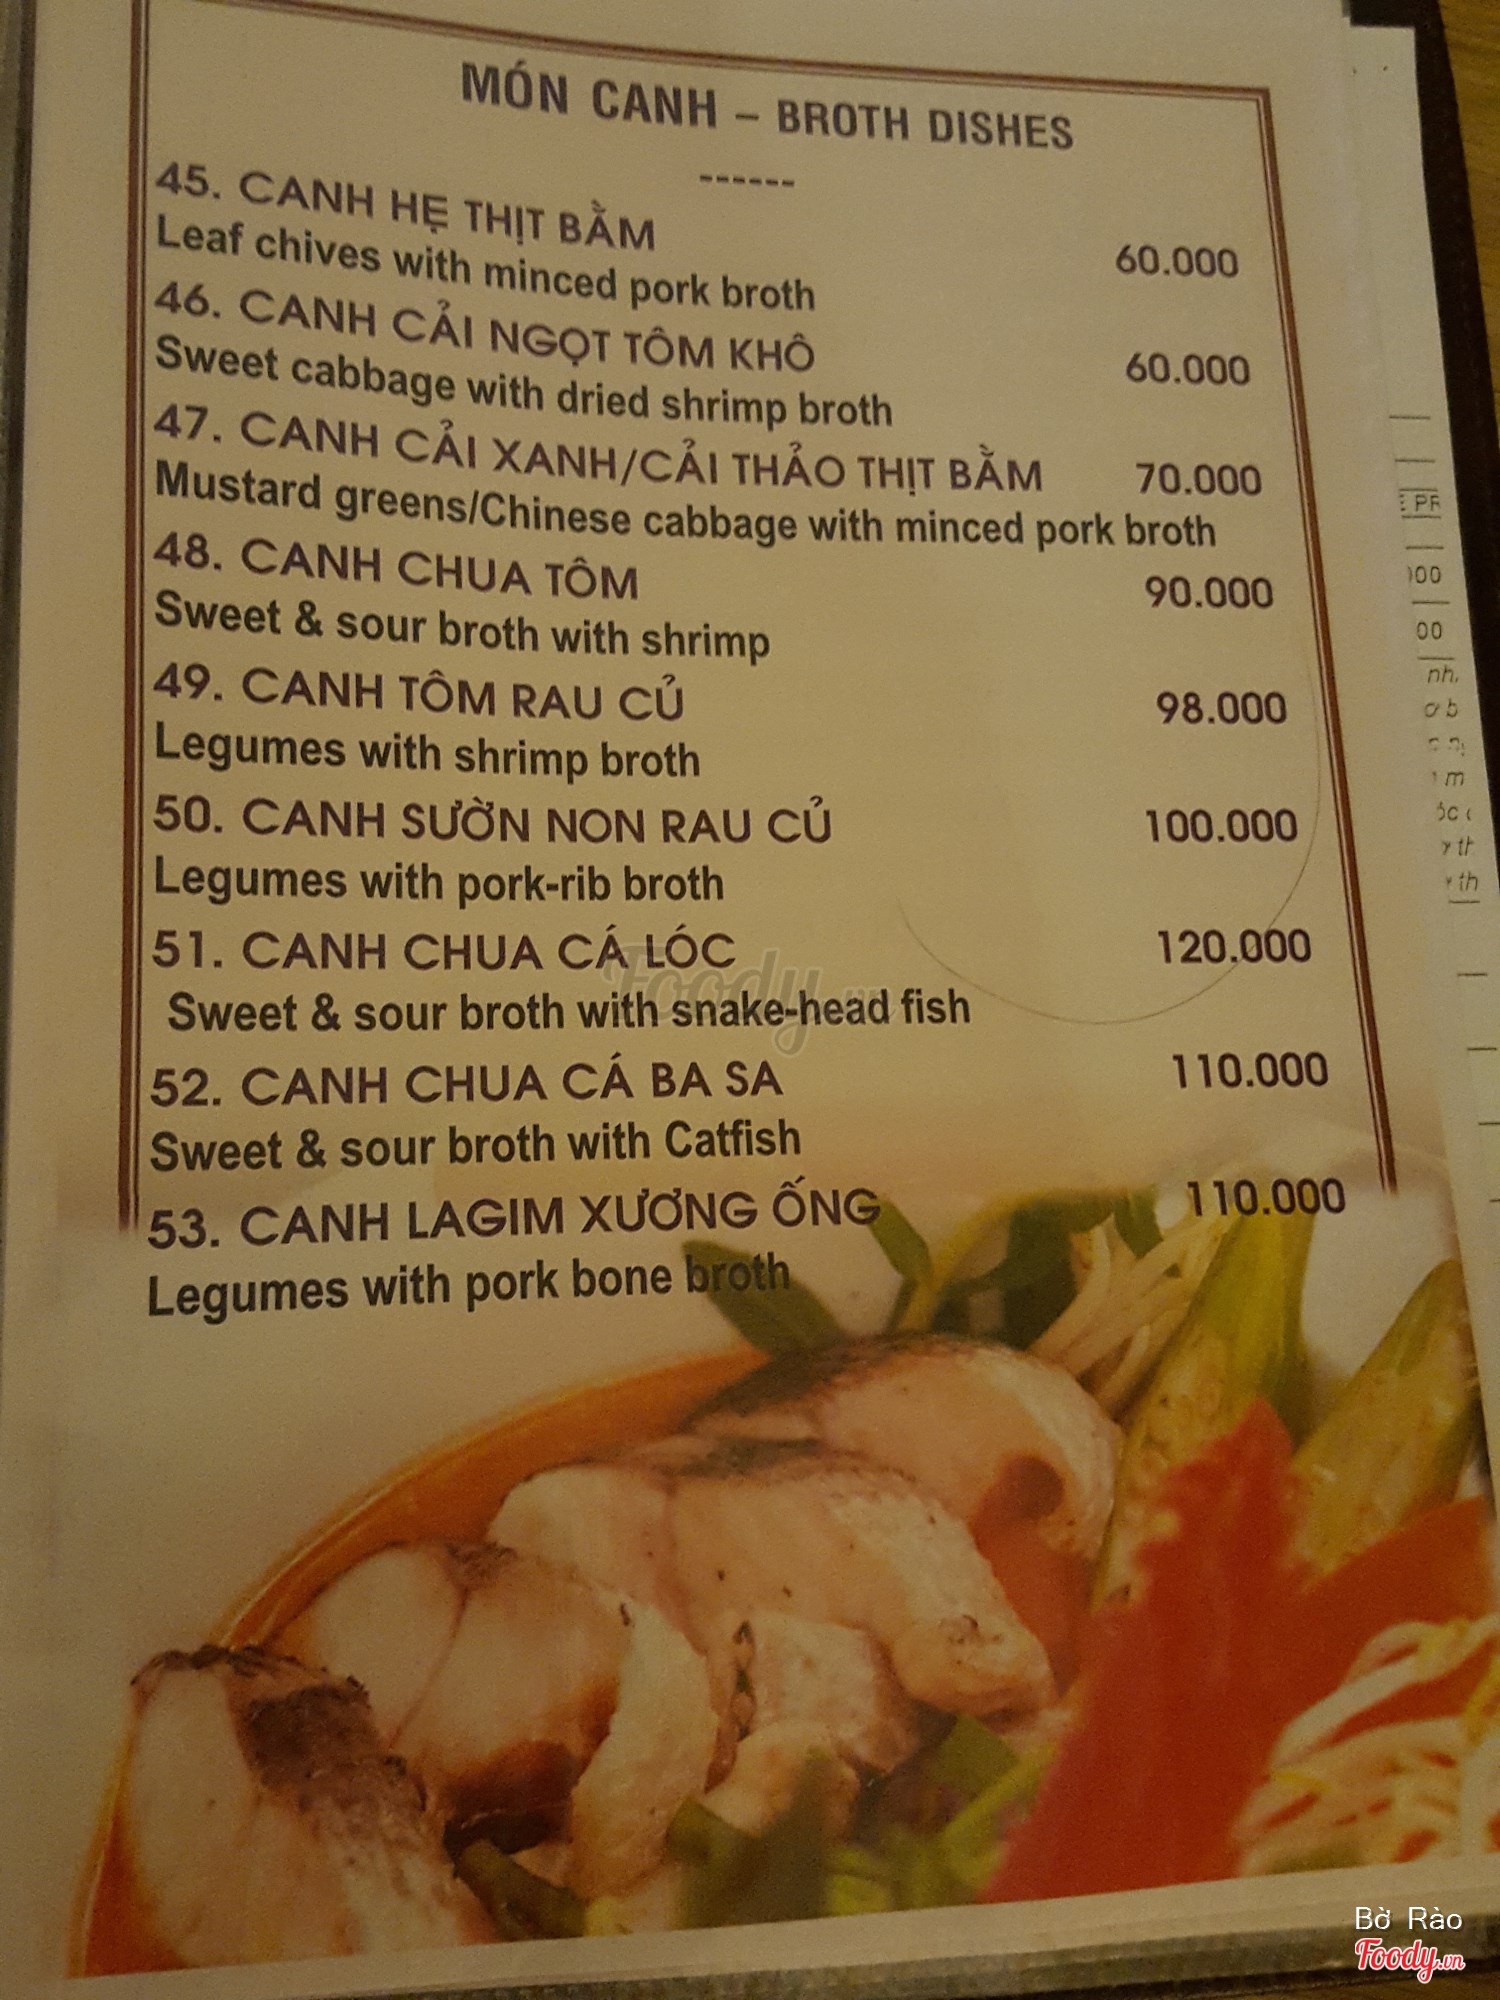 MÓN CANH – BROTH DISHES
------
45. CANH HẸ THỊT BẰM 60.000
Leaf chives with minced pork broth
46. CANH CẢI NGỌT TÔM KHÔ 60.000
Sweet cabbage with dried shrimp broth
47. CANH CẢI XANH/CẢI THẢO THỊT BẰM 70.000
Mustard greens/Chinese cabbage with minced pork broth
48. CANH CHUA TÔM 90.000
Sweet & sour broth with shrimp
49. CANH TÔM RAU CỦ 98.000
Legumes with shrimp broth
50. CANH SƯỜN NON RAU CỦ 100.000
Legumes with pork-rib broth
51. CANH CHUA CÁ LÓC 120.000
Sweet & sour broth with snake-head fish
52. CANH CHUA CÁ BA SA 110.000
Sweet & sour broth with Catfish
53. CANH LAGIM XƯƠNG ỐNG 110.000
Legumes with pork bone broth
Foody.vn
PR
00
00
Bờ Rào
Foody.vn